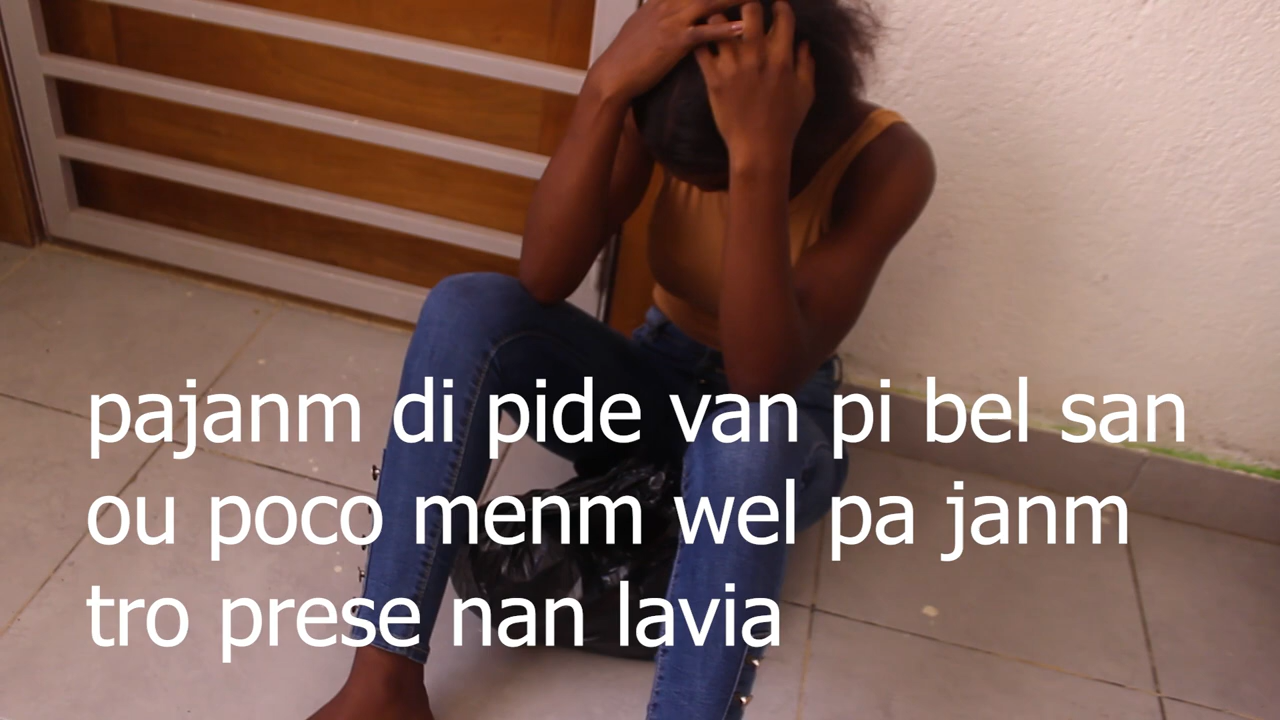 pajanm di pide van pi bel san
ou poco menm wel pa janm
tro prese nan lavia